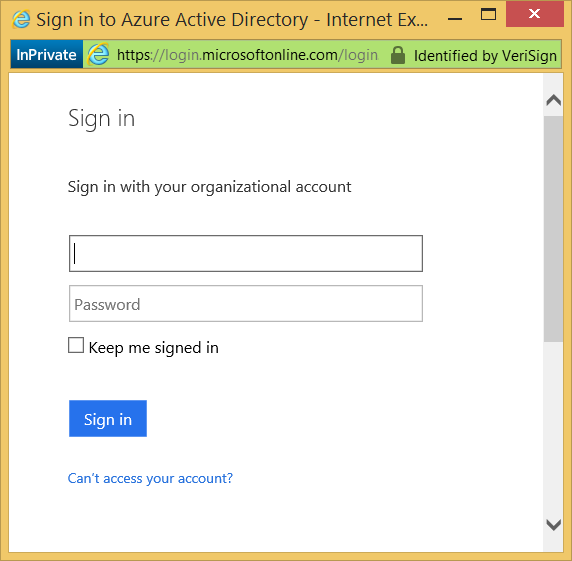 Sign in to Azure Active Directory - Internet Ex...
InPrivate https://login.microsoftonline.com/login Identified by VeriSign
Sign in
Sign in with your organizational account
Password
Keep me signed in
Sign in
Can't access your account?